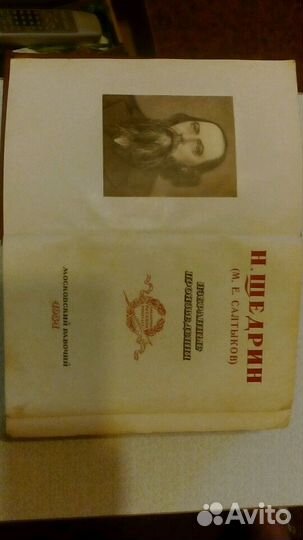 Н. ЩЕДРИН
(М. Е. САЛТЫКОВ)
ИЗБРАННЫЕ
ПРОИЗВЕДЕНИЯ
МОСКОВСКИЙ РАБОЧИЙ
Avito